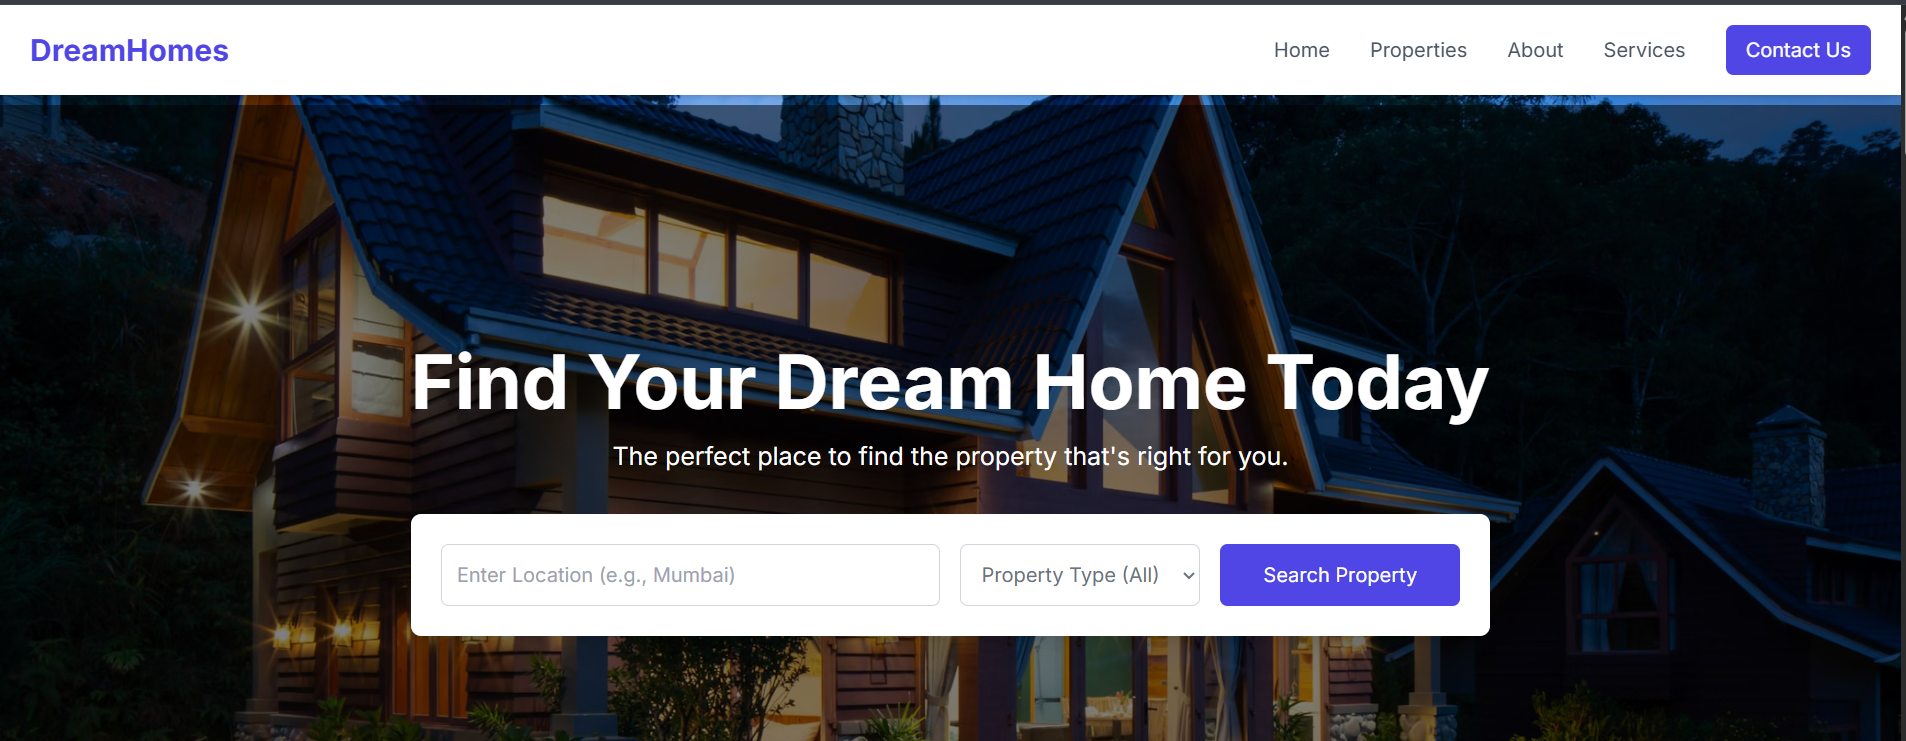 DreamHomes
Home Properties About Services Contact Us
Find Your Dream Home Today
The perfect place to find the property that's right for you.
Enter Location (e.g., Mumbai) Property Type (All) Search Property